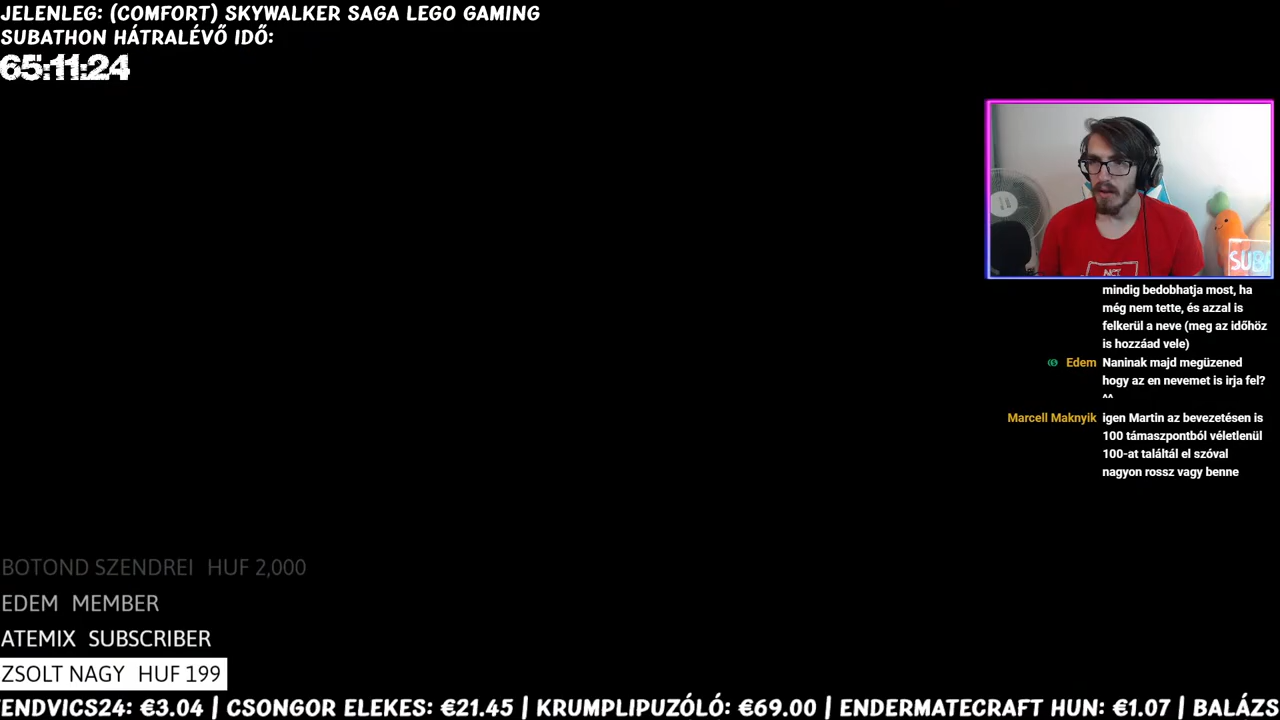 JELENLEG: (COMFORT) SKYWALKER SAGA LEGO GAMING
SUBATHON HÁTRALÉVŐ IDŐ:
65:11:24
mindig bedobhatja most, ha
még nem tette, és azzal is
felkerül a neve (meg az időhöz
is hozzáad vele)
Edem Naninak majd megüzened
hogy az en nevemet is irja fel?
^^
Marcell Maknyik igen Martin az bevezetésen is
100 támaszpontból véletlenül
100-at találtál el szóval
nagyon rossz vagy benne
BOTOND SZENDREI HUF 2,000
EDEM MEMBER
ATEMIX SUBSCRIBER
ZSOLT NAGY HUF 199
ENDVICS24: €3.04 | CSONGOR ELEKES: €21.45 | KRUMPLIPUZÓLÓ: €69.00 | ENDERMATECRAFT HUN: €1.07 | BALÁZS